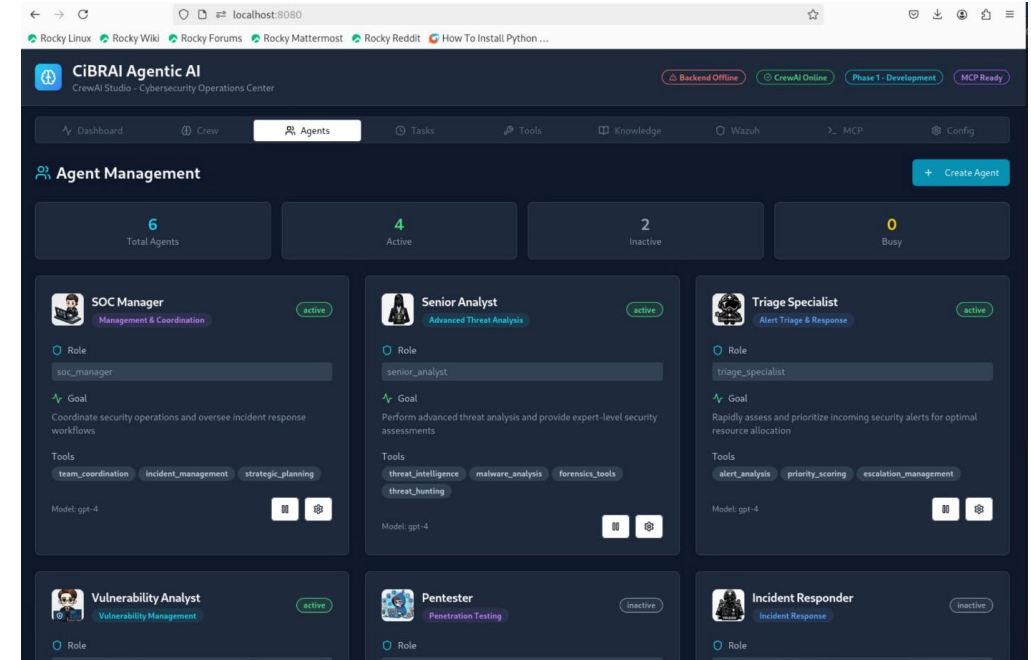 localhost:8080
Rocky Linux Rocky Wiki Rocky Forums Rocky Mattermost Rocky Reddit How To Install Python ...
CiBRAI Agentic AI
CrewAI Studio - Cybersecurity Operations Center
Backend Offline CrewAI Online Phase 1 - Development MCP Ready
Dashboard Crew Agents Tasks Tools Knowledge Wazuh MCP Config
Agent Management
+ Create Agent
6 4 2 0
Total Agents Active Inactive Busy
SOC Manager
Management & Coordination
active
Role
soc_manager
Goal
Coordinate security operations and oversee incident response
workflows
Tools
team_coordination incident_management strategic_planning
Model: gpt-4
Senior Analyst
Advanced Threat Analysis
active
Role
senior_analyst
Goal
Perform advanced threat analysis and provide expert-level security
assessments
Tools
threat_intelligence malware_analysis forensics_tools
threat_hunting
Model: gpt-4
Triage Specialist
Alert Triage & Response
active
Role
triage_specialist
Goal
Rapidly assess and prioritize incoming security alerts for optimal
resource allocation
Tools
alert_analysis priority_scoring escalation_management
Model: gpt-4
Vulnerability Analyst
Vulnerability Management
active
Role
Pentester
Penetration Testing
inactive
Role
Incident Responder
Incident Response
inactive
Role